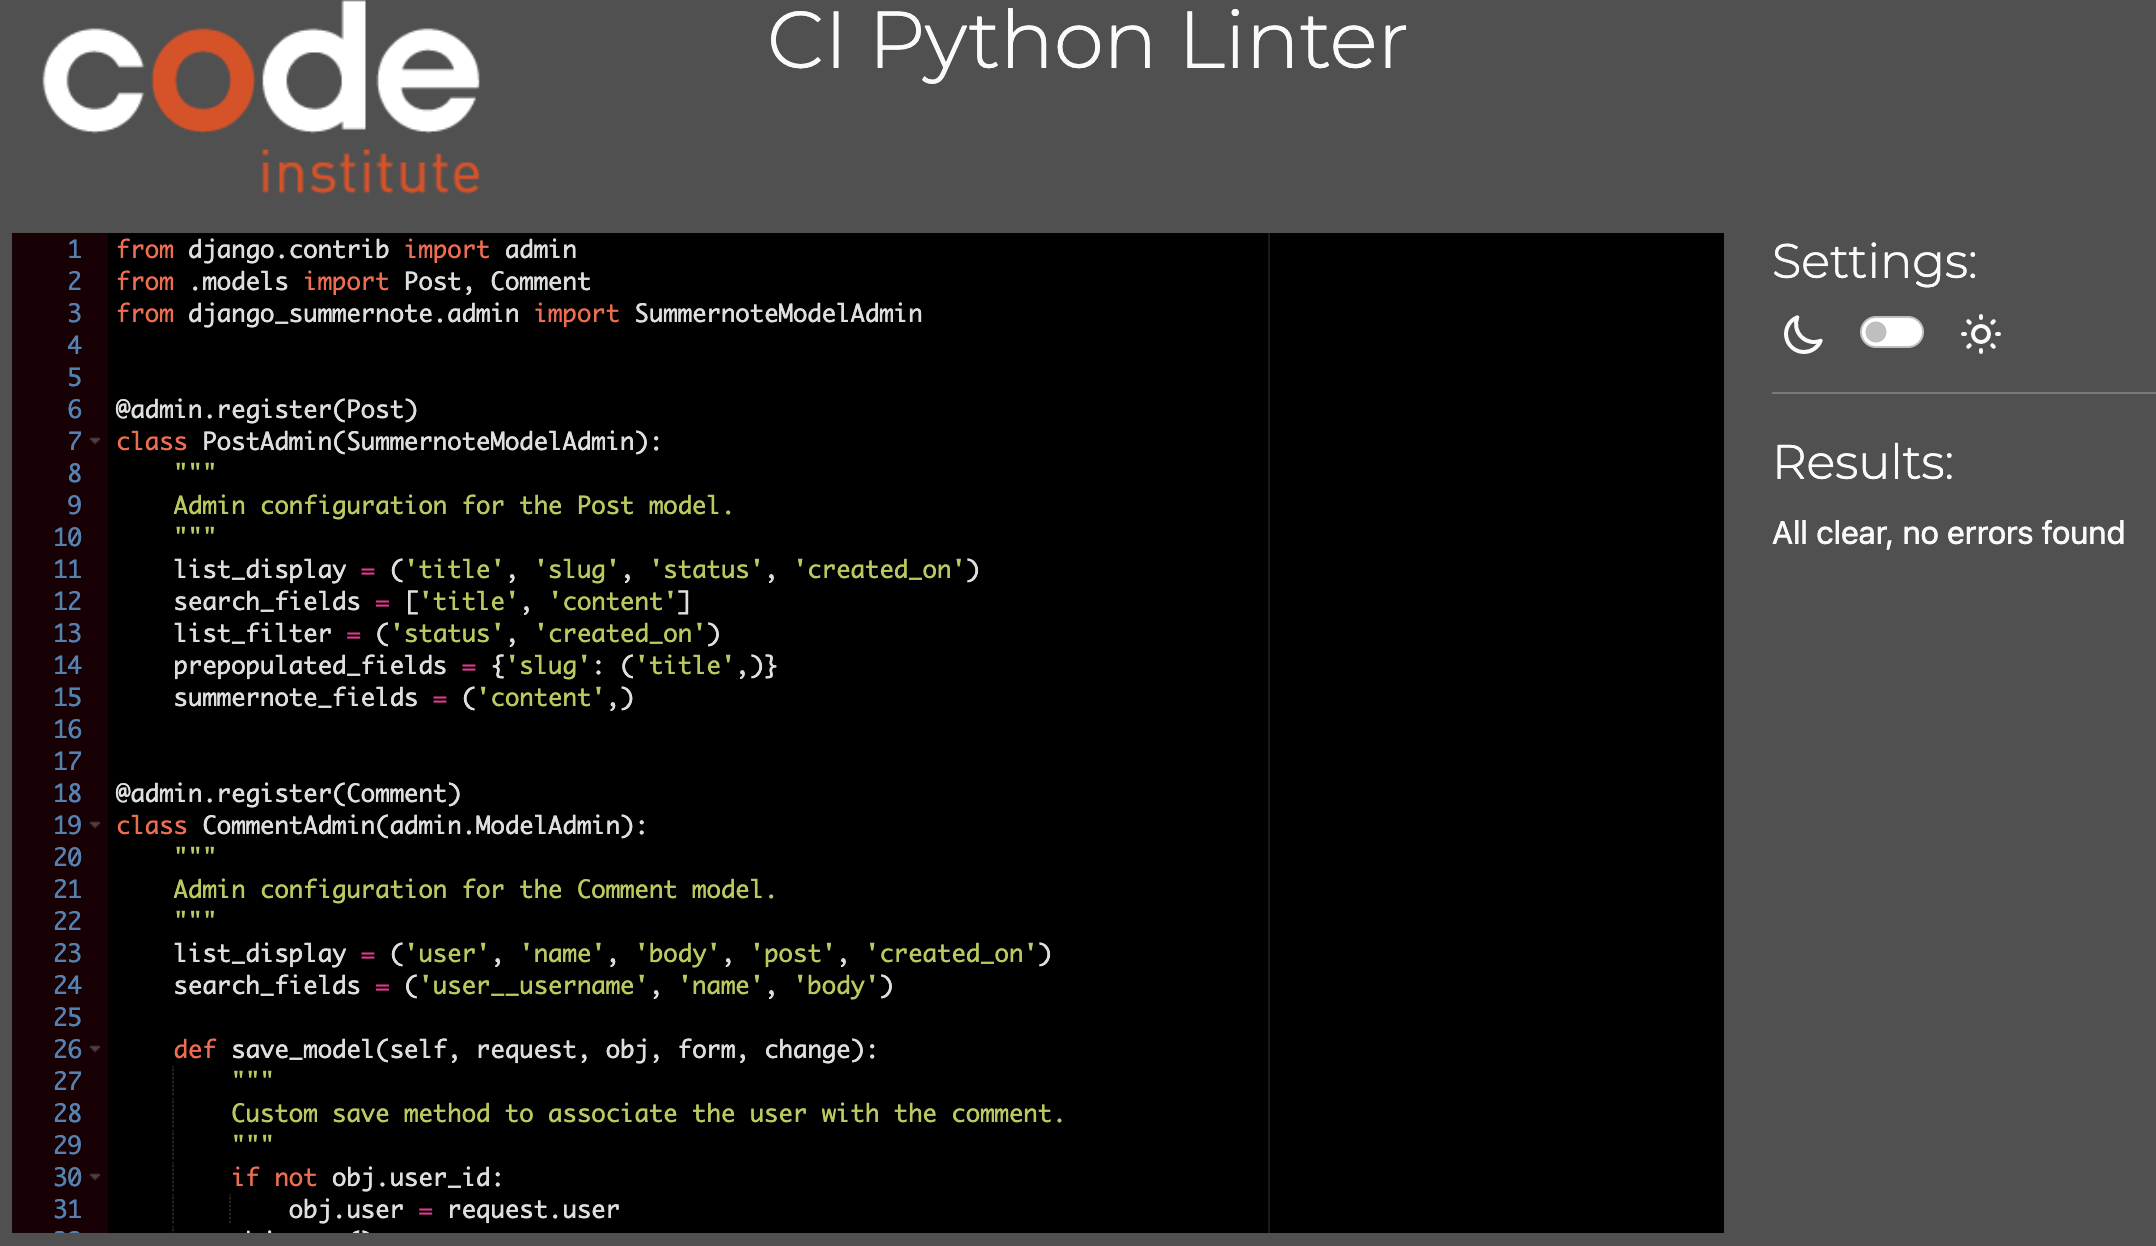 code
institute
CI Python Linter
1 from django.contrib import admin
2 from .models import Post, Comment
3 from django_summernote.admin import SummernoteModelAdmin
4
5
6 @admin.register(Post)
7 class PostAdmin(SummernoteModelAdmin):
8     """
9     Admin configuration for the Post model.
10     """
11     list_display = ('title', 'slug', 'status', 'created_on')
12     search_fields = ['title', 'content']
13     list_filter = ('status', 'created_on')
14     prepopulated_fields = {'slug': ('title',)}
15     summernote_fields = ('content',)
16
17
18 @admin.register(Comment)
19 class CommentAdmin(admin.ModelAdmin):
20     """
21     Admin configuration for the Comment model.
22     """
23     list_display = ('user', 'name', 'body', 'post', 'created_on')
24     search_fields = ('user__username', 'name', 'body')
25
26     def save_model(self, request, obj, form, change):
27         """
28         Custom save method to associate the user with the comment.
29         """
30         if not obj.user_id:
31             obj.user = request.user
Settings:
Results:
All clear, no errors found